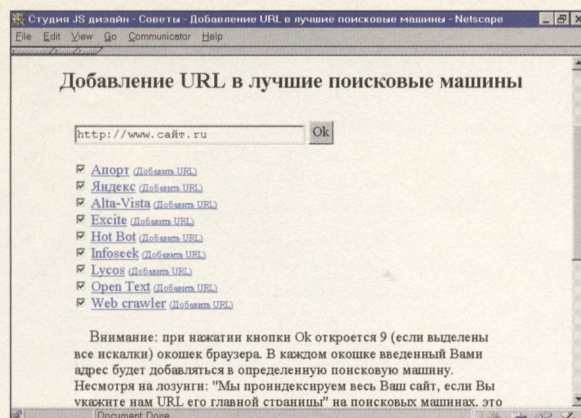 Студия JS дизайн - Советы - Добавление URL в лучшие поисковые машины - Netscape
File Edit View Go Communicator Help
Добавление URL в лучшие поисковые машины
http://www.сайт.ru Ok
Апорт (Добавить URL)
Яндекс (Добавить URL)
Alta-Vista (Добавить URL)
Excite (Добавить URL)
Hot Bot (Добавить URL)
Infoseek (Добавить URL)
Lycos (Добавить URL)
Open Text (Добавить URL)
Web crawler (Добавить URL)
Внимание: при нажатии кнопки Ok откроется 9 (если выделены
все искалки) окошек браузера. В каждом окошке введенный Вами
адрес будет добавляться в определенную поисковую машину.
Несмотря на лозунги: "Мы проиндексируем весь Ваш сайт, если Вы
укажите нам URL его главной страницы" на поисковых машинах, это
Document Done